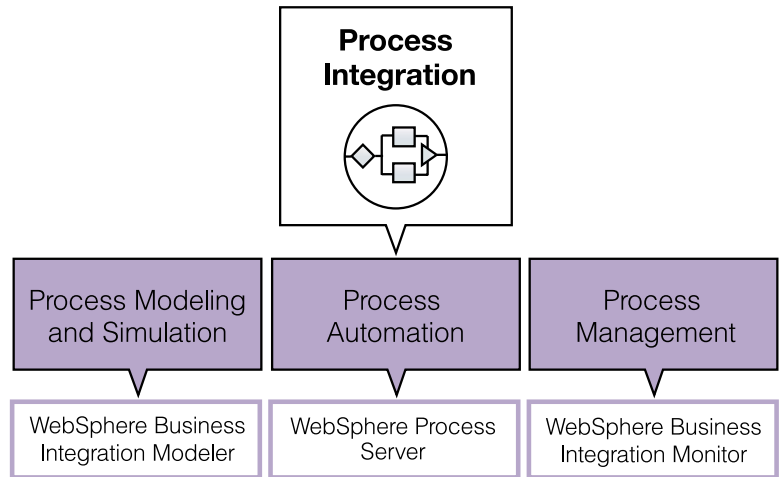 Process
Integration
Process Modeling
and Simulation
Process
Automation
Process
Management
WebSphere Business
Integration Modeler
WebSphere Process
Server
WebSphere Business
Integration Monitor